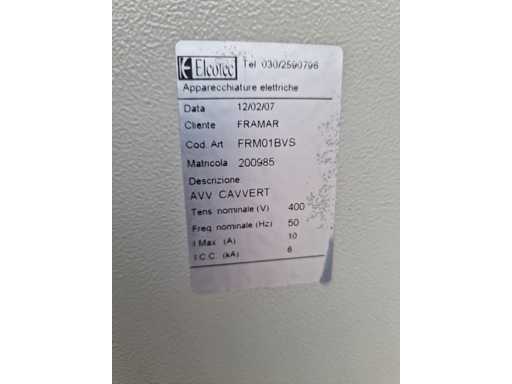 Elcotec Tel 030/2590796
Apparecchiature elettriche
Data 12/02/07
Cliente FRAMAR
Cod. Art FRM01BVS
Matricola 200985
Descrizione
AVV CAVVERT
Tens nominale (V) 400
Freq nominale (Hz) 50
I Max (A) 10
I C C (kA) 6